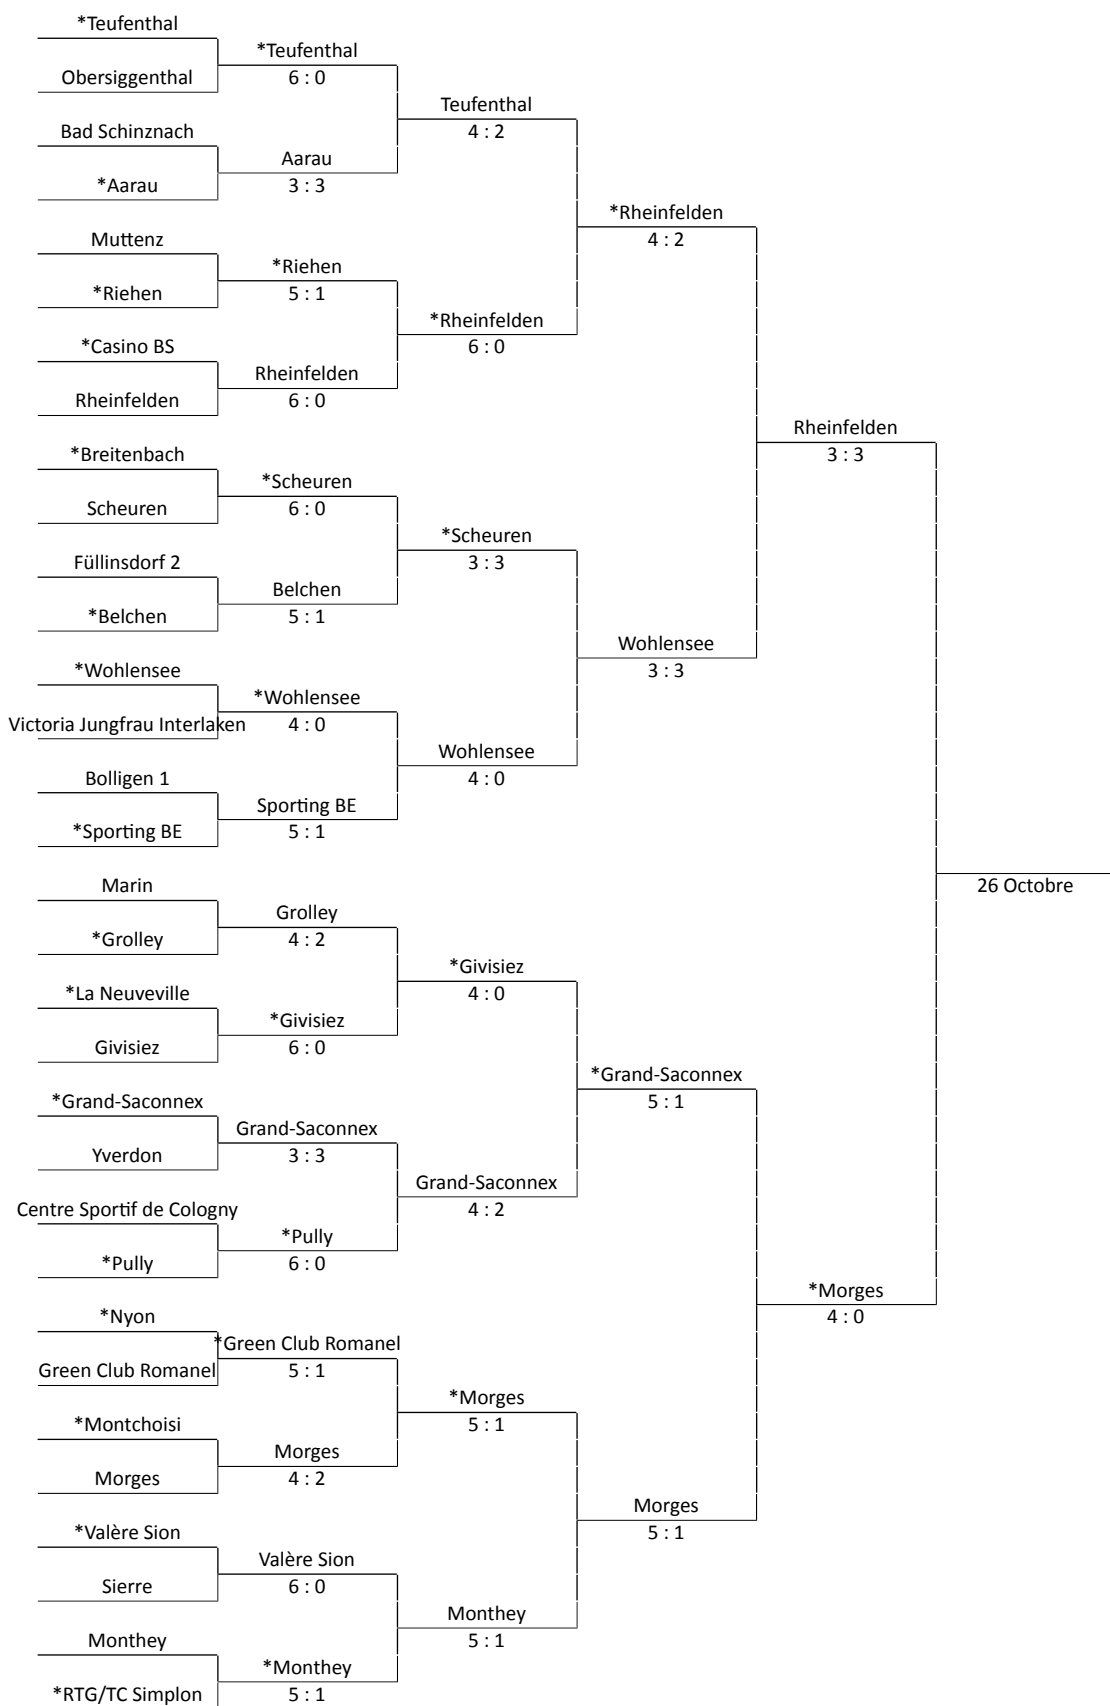 *Teufenthal
*Teufenthal
Obersiggenthal
6 : 0
Teufenthal
Bad Schinznach
4 : 2
Aarau
*Aarau
3 : 3
*Rheinfelden
Muttenz
4 : 2
*Riehen
*Riehen
5 : 1
*Rheinfelden
*Casino BS
6 : 0
Rheinfelden
Rheinfelden
6 : 0
Rheinfelden
*Breitenbach
3 : 3
*Scheuren
Scheuren
6 : 0
*Scheuren
Füllinsdorf 2
3 : 3
Belchen
*Belchen
5 : 1
Wohlensee
*Wohlensee
3 : 3
*Wohlensee
Victoria Jungfrau Interlaken
4 : 0
Wohlensee
Bolligen 1
4 : 0
Sporting BE
*Sporting BE
5 : 1
Marin
26 Octobre
Grolley
*Grolley
4 : 2
*Givisiez
*La Neuveville
4 : 0
*Givisiez
Givisiez
6 : 0
*Grand-Saconnex
*Grand-Saconnex
5 : 1
Grand-Saconnex
Yverdon
3 : 3
Grand-Saconnex
Centre Sportif de Cologny
4 : 2
*Pully
*Pully
6 : 0
*Morges
*Nyon
4 : 0
*Green Club Romanel
Green Club Romanel
5 : 1
*Morges
*Montchoisi
5 : 1
Morges
Morges
4 : 2
Morges
*Valère Sion
5 : 1
Valère Sion
Sierre
6 : 0
Monthey
Monthey
5 : 1
*Monthey
*RTG/TC Simplon
5 : 1